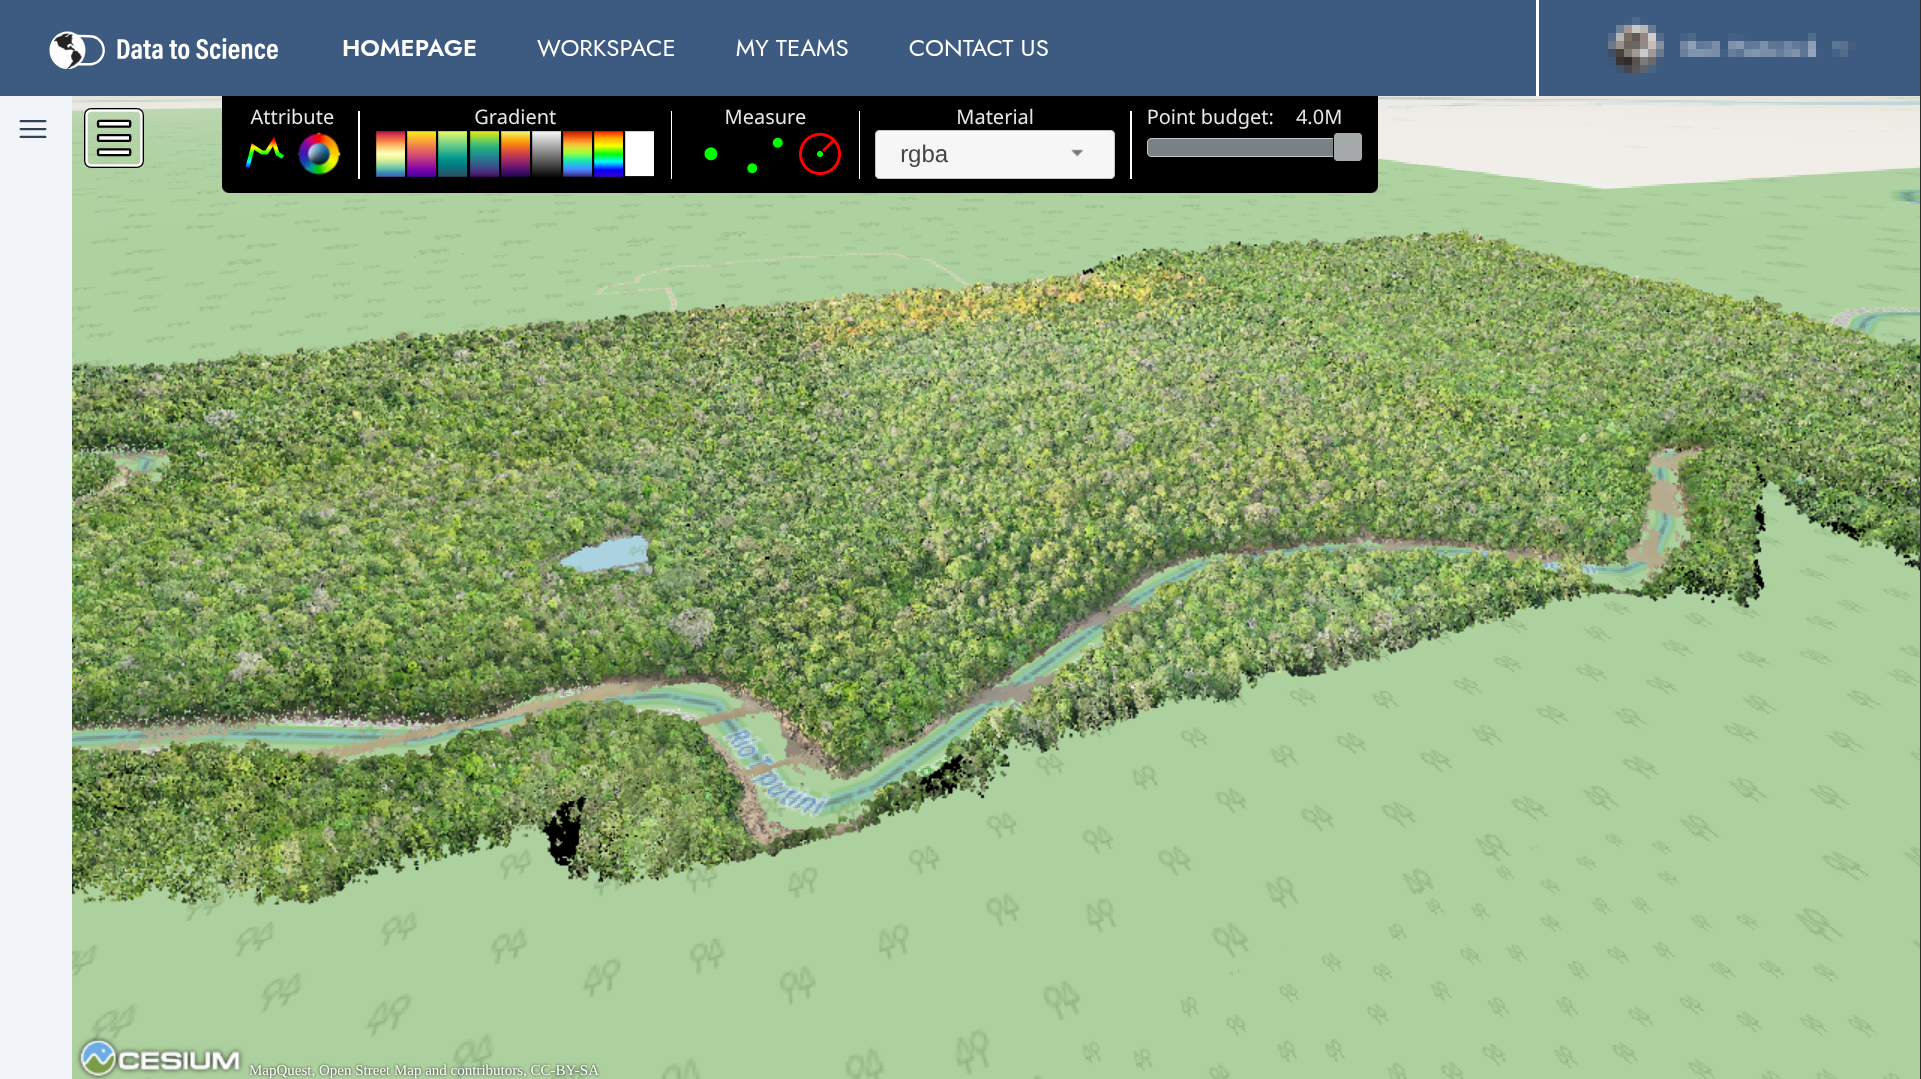 Data to Science
HOMEPAGE
WORKSPACE
MY TEAMS
CONTACT US
Attribute
Gradient
Measure
Material
rgba
Point budget: 4.0M
Río
CESIUM
MapQuest, Open Street Map and contributors, CC-BY-SA